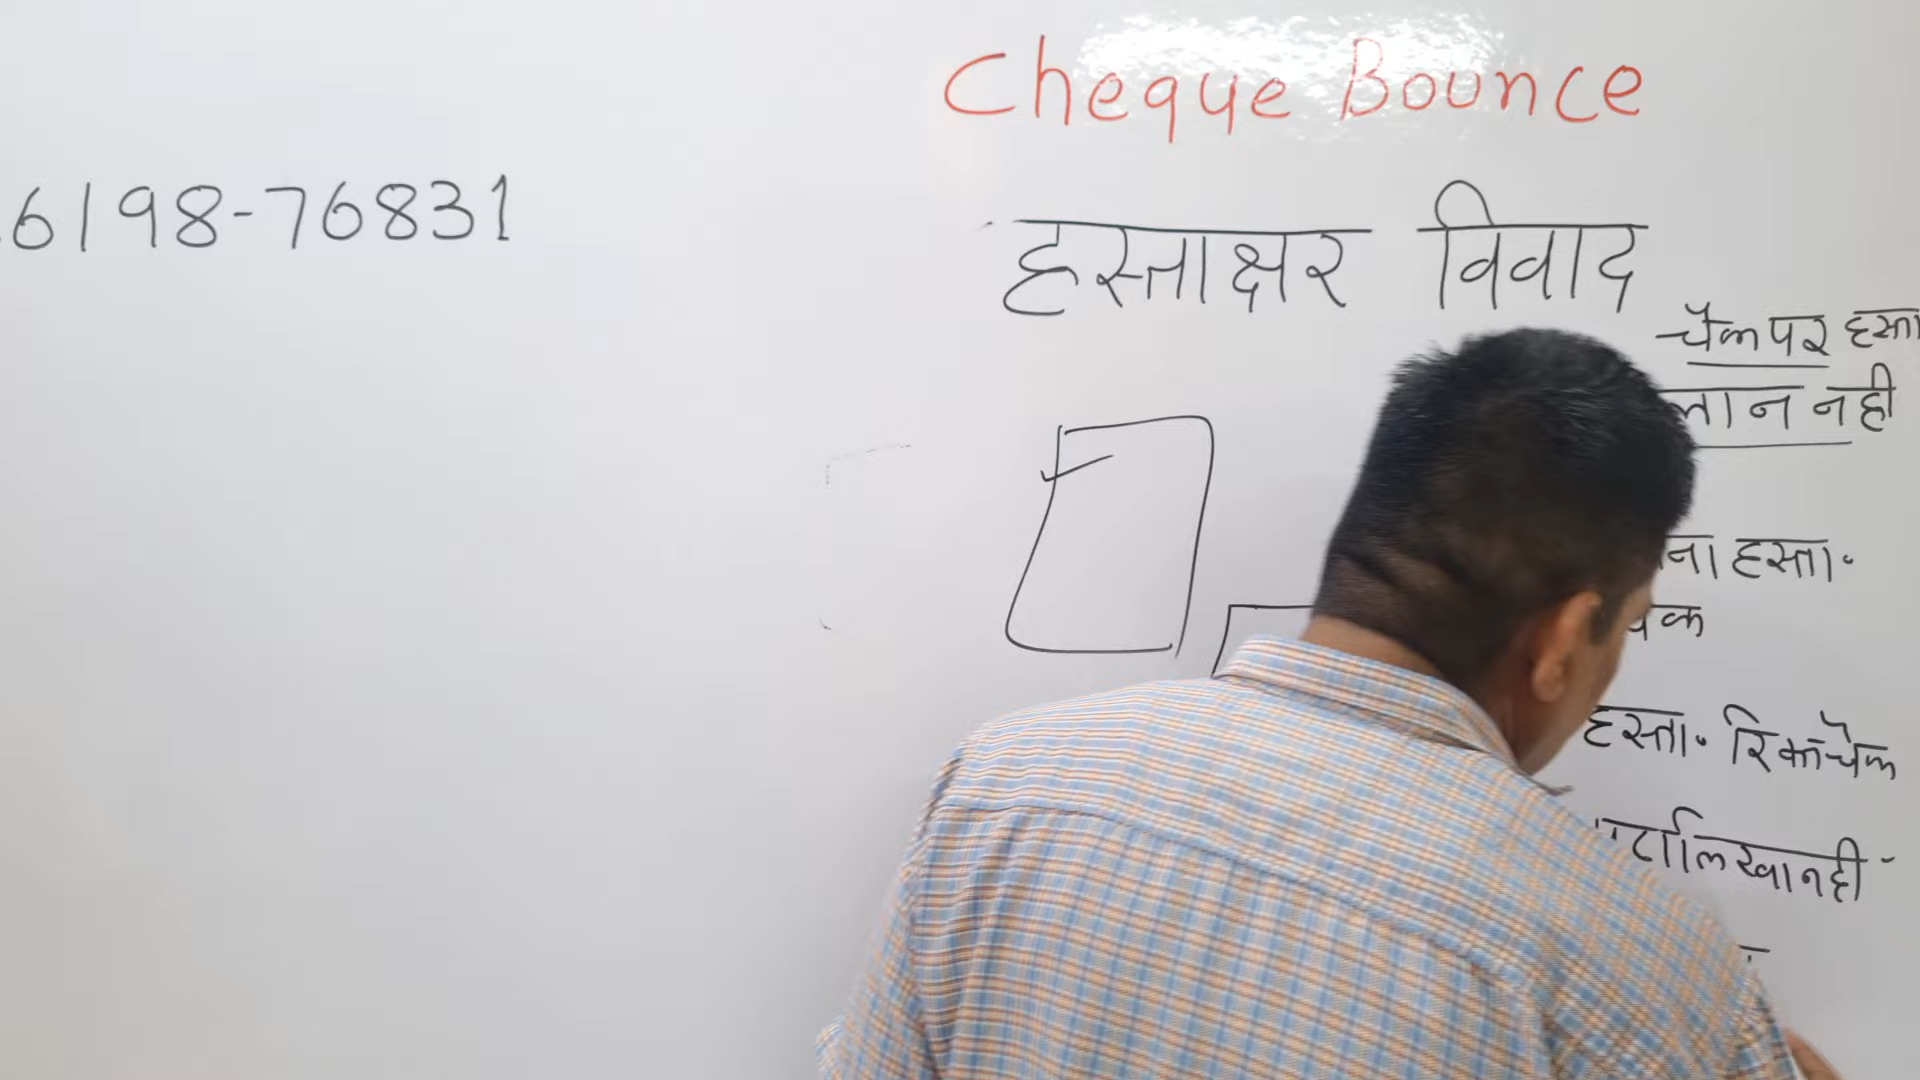 Cheque Bounce
6198-76831
हस्ताक्षर विवाद
चैक पर हस्ता
न नही
हस्ता.
चैक
हस्ता. रिक्त चैक
लिखा नही